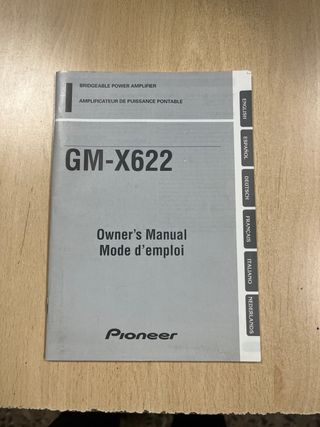 BRIDGEABLE POWER AMPLIFIER
AMPLIFICATEUR DE PUISSANCE PONTABLE
GM-X622
Owner's Manual
Mode d'emploi
Pioneer
ENGLISH
ESPAÑOL
DEUTSCH
FRANÇAIS
ITALIANO
NEDERLANDS